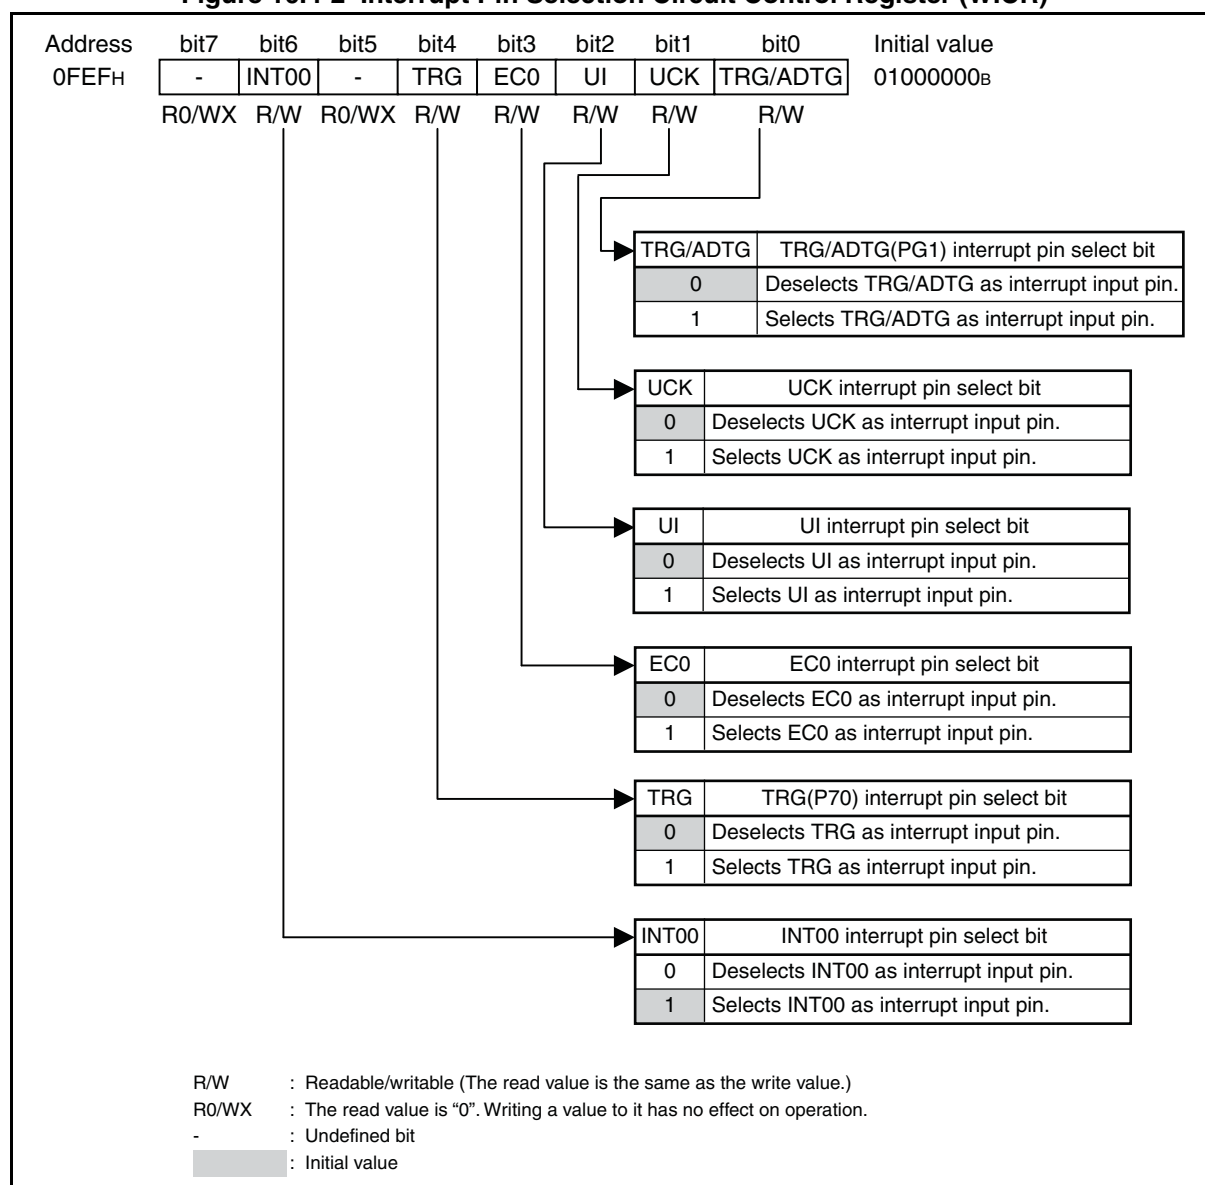 Figure 16.4-2 Interrupt Pin Selection Circuit Control Register (WICR)
Address bit7 bit6 bit5 bit4 bit3 bit2 bit1 bit0 Initial value
0FEFH - INT00 - TRG EC0 UI UCK TRG/ADTG 01000000B
R0/WX R/W R0/WX R/W R/W R/W R/W R/W
TRG/ADTG TRG/ADTG(PG1) interrupt pin select bit
0 Deselects TRG/ADTG as interrupt input pin.
1 Selects TRG/ADTG as interrupt input pin.
UCK UCK interrupt pin select bit
0 Deselects UCK as interrupt input pin.
1 Selects UCK as interrupt input pin.
UI UI interrupt pin select bit
0 Deselects UI as interrupt input pin.
1 Selects UI as interrupt input pin.
EC0 EC0 interrupt pin select bit
0 Deselects EC0 as interrupt input pin.
1 Selects EC0 as interrupt input pin.
TRG TRG(P70) interrupt pin select bit
0 Deselects TRG as interrupt input pin.
1 Selects TRG as interrupt input pin.
INT00 INT00 interrupt pin select bit
0 Deselects INT00 as interrupt input pin.
1 Selects INT00 as interrupt input pin.
R/W : Readable/writable (The read value is the same as the write value.)
R0/WX : The read value is “0”. Writing a value to it has no effect on operation.
- : Undefined bit
: Initial value